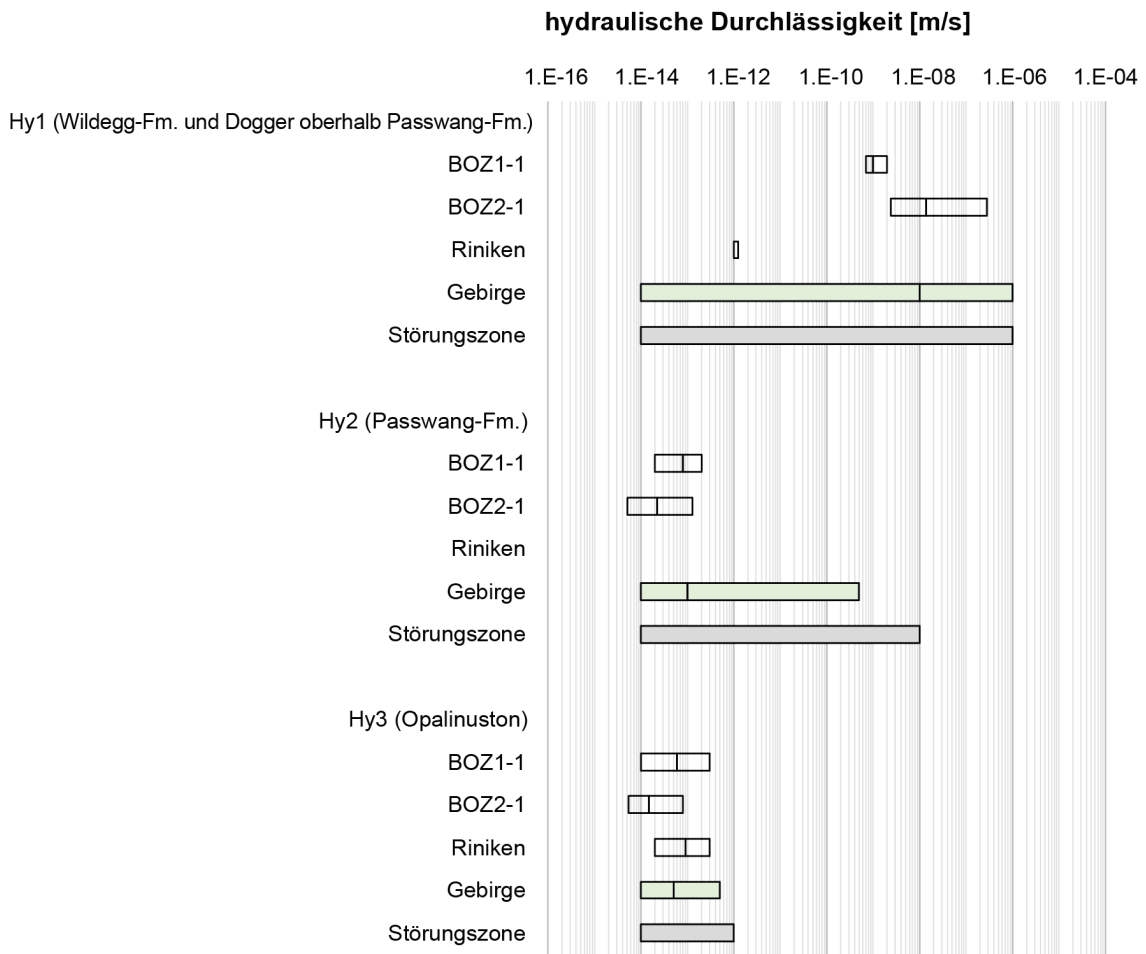 hydraulische Durchlässigkeit [m/s]
1.E-16 1.E-14 1.E-12 1.E-10 1.E-08 1.E-06 1.E-04
Hy1 (Wildegg-Fm. und Dogger oberhalb Passwang-Fm.)
BOZ1-1
BOZ2-1
Riniken
Gebirge
Störungszone
Hy2 (Passwang-Fm.)
BOZ1-1
BOZ2-1
Riniken
Gebirge
Störungszone
Hy3 (Opalinuston)
BOZ1-1
BOZ2-1
Riniken
Gebirge
Störungszone